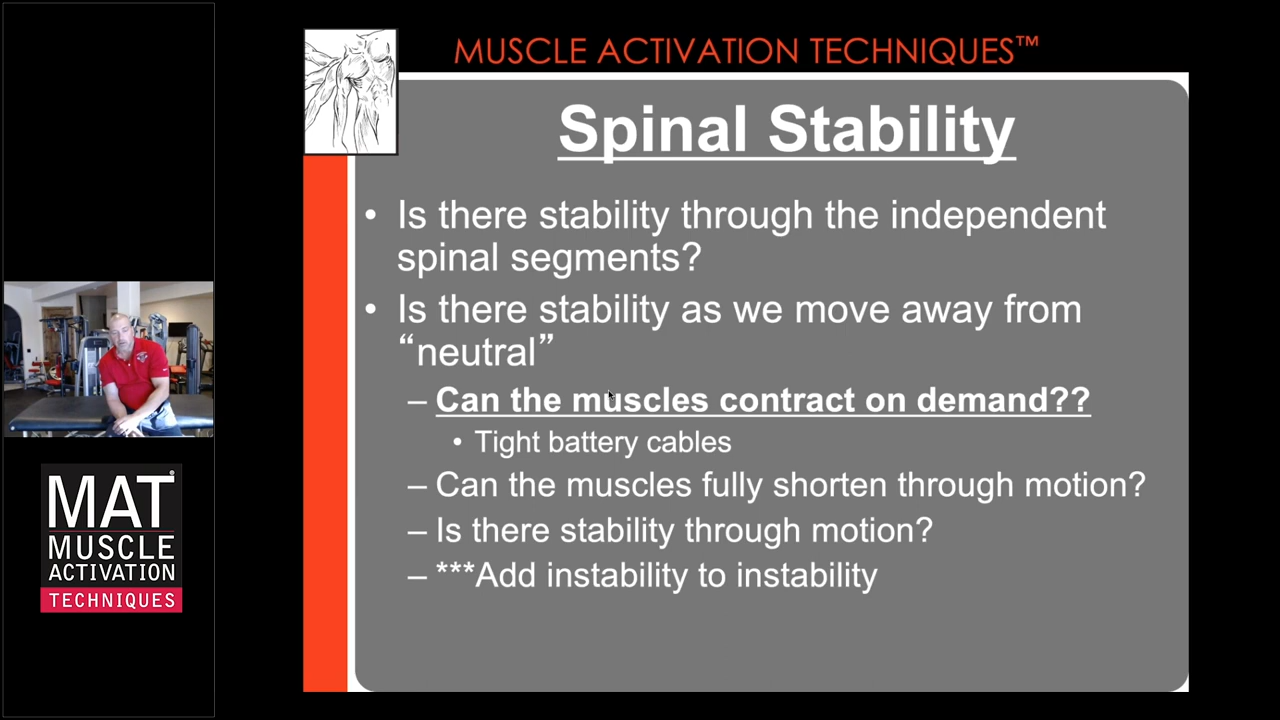 MUSCLE ACTIVATION TECHNIQUES™
Spinal Stability
• Is there stability through the independent
spinal segments?
• Is there stability as we move away from
“neutral”
– Can the muscles contract on demand??
• Tight battery cables
– Can the muscles fully shorten through motion?
– Is there stability through motion?
– ***Add instability to instability
MAT®
MUSCLE
ACTIVATION
TECHNIQUES